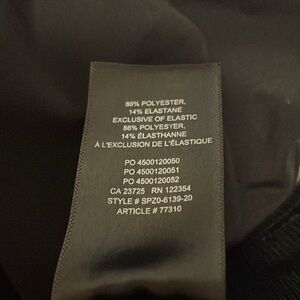 86% POLYESTER,
14% ELASTANE
EXCLUSIVE OF ELASTIC
86% POLYESTER,
14% ÉLASTHANNE
À L'EXCLUSION DE L'ÉLASTIQUE
PO 4500120050
PO 4500120051
PO 4500120052
CA 23725 RN 122354
STYLE # SPZ0-6139-20
ARTICLE # 77310